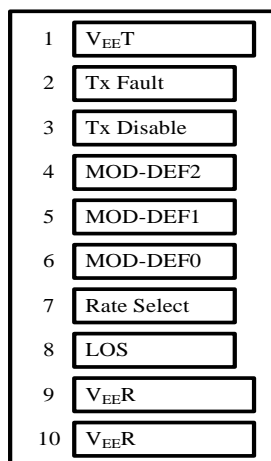 1 VEET
2 Tx Fault
3 Tx Disable
4 MOD-DEF2
5 MOD-DEF1
6 MOD-DEF0
7 Rate Select
8 LOS
9 VEER
10 VEER